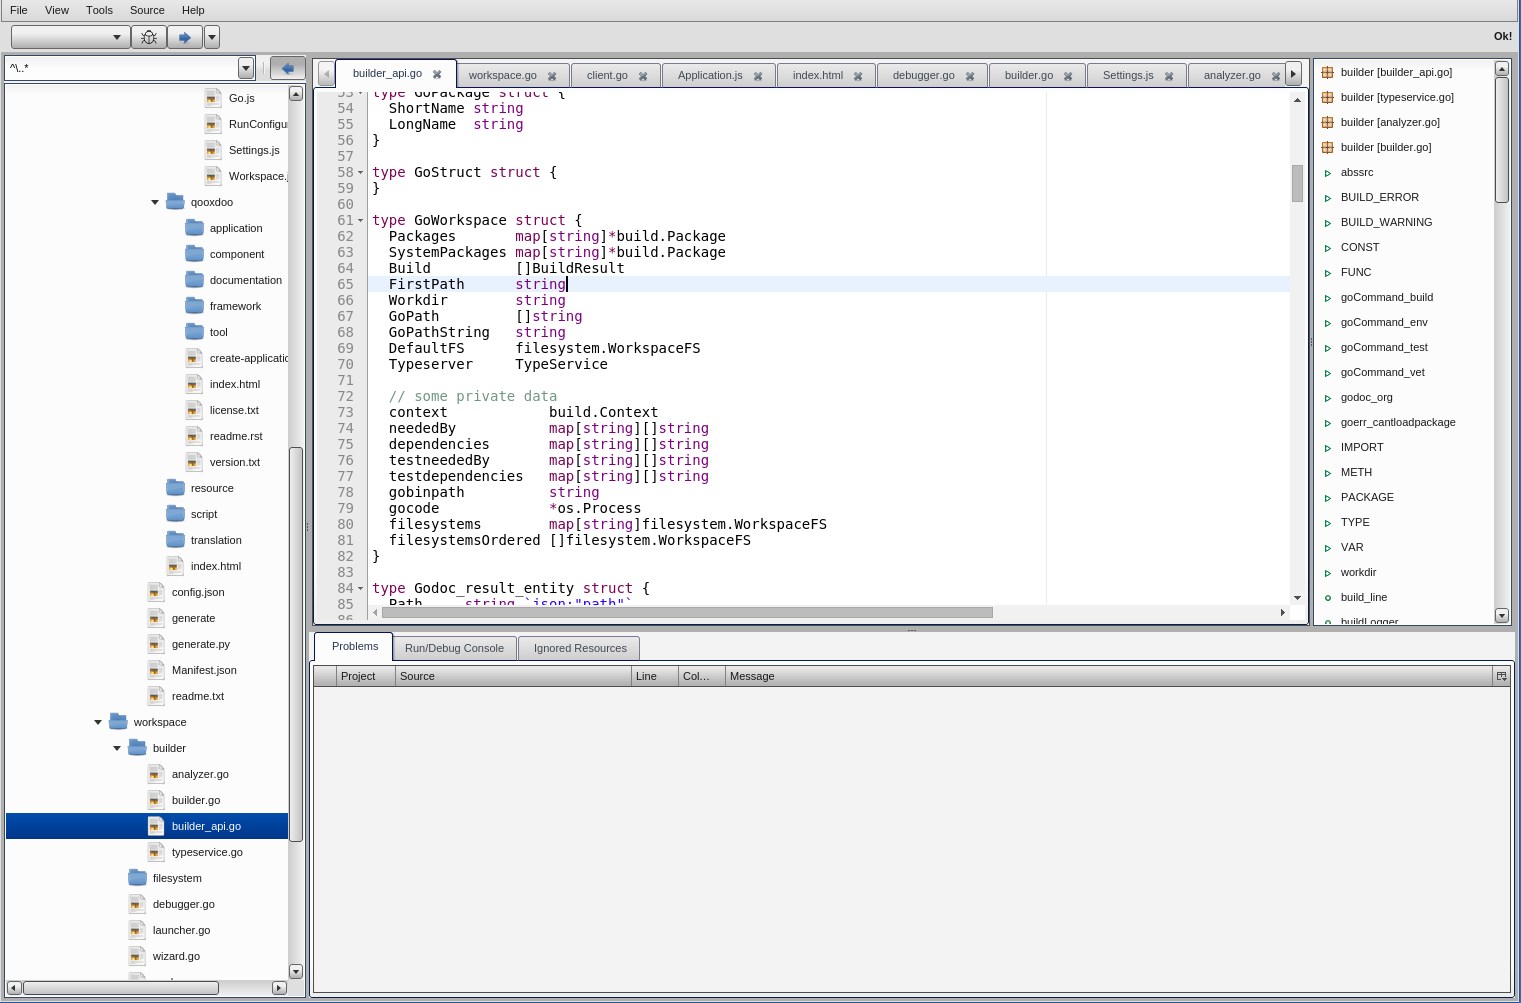 File View Tools Source Help
Ok!
^\..*
Go.js
RunConfigu
Settings.js
Workspace.j
qooxdoo
application
component
documentation
framework
tool
create-applicatio
index.html
license.txt
readme.rst
version.txt
resource
script
translation
index.html
config.json
generate
generate.py
Manifest.json
readme.txt
workspace
builder
analyzer.go
builder.go
builder_api.go
typeservice.go
filesystem
debugger.go
launcher.go
wizard.go
builder_api.go workspace.go client.go Application.js index.html debugger.go builder.go Settings.js analyzer.go
53 type GoPackage struct {
54 ShortName string
55 LongName string
56 }
57
58 type GoStruct struct {
59 }
60
61 type GoWorkspace struct {
62 Packages map[string]*build.Package
63 SystemPackages map[string]*build.Package
64 Build []BuildResult
65 FirstPath string
66 Workdir string
67 GoPath []string
68 GoPathString string
69 DefaultFS filesystem.WorkspaceFS
70 Typeserver TypeService
71
72 // some private data
73 context build.Context
74 neededBy map[string][]string
75 dependencies map[string][]string
76 testneededBy map[string][]string
77 testdependencies map[string][]string
78 gobinpath string
79 gocode *os.Process
80 filesystems map[string]filesystem.WorkspaceFS
81 filesystemsOrdered []filesystem.WorkspaceFS
82 }
83
84 type Godoc_result_entity struct {
85 Path string `json:"path"`
86
builder [builder_api.go]
builder [typeservice.go]
builder [analyzer.go]
builder [builder.go]
abssrc
BUILD_ERROR
BUILD_WARNING
CONST
FUNC
goCommand_build
goCommand_env
goCommand_test
goCommand_vet
godoc_org
goerr_cantloadpackage
IMPORT
METH
PACKAGE
TYPE
VAR
workdir
build_line
buildLogger
Problems Run/Debug Console Ignored Resources
Project Source Line Col... Message